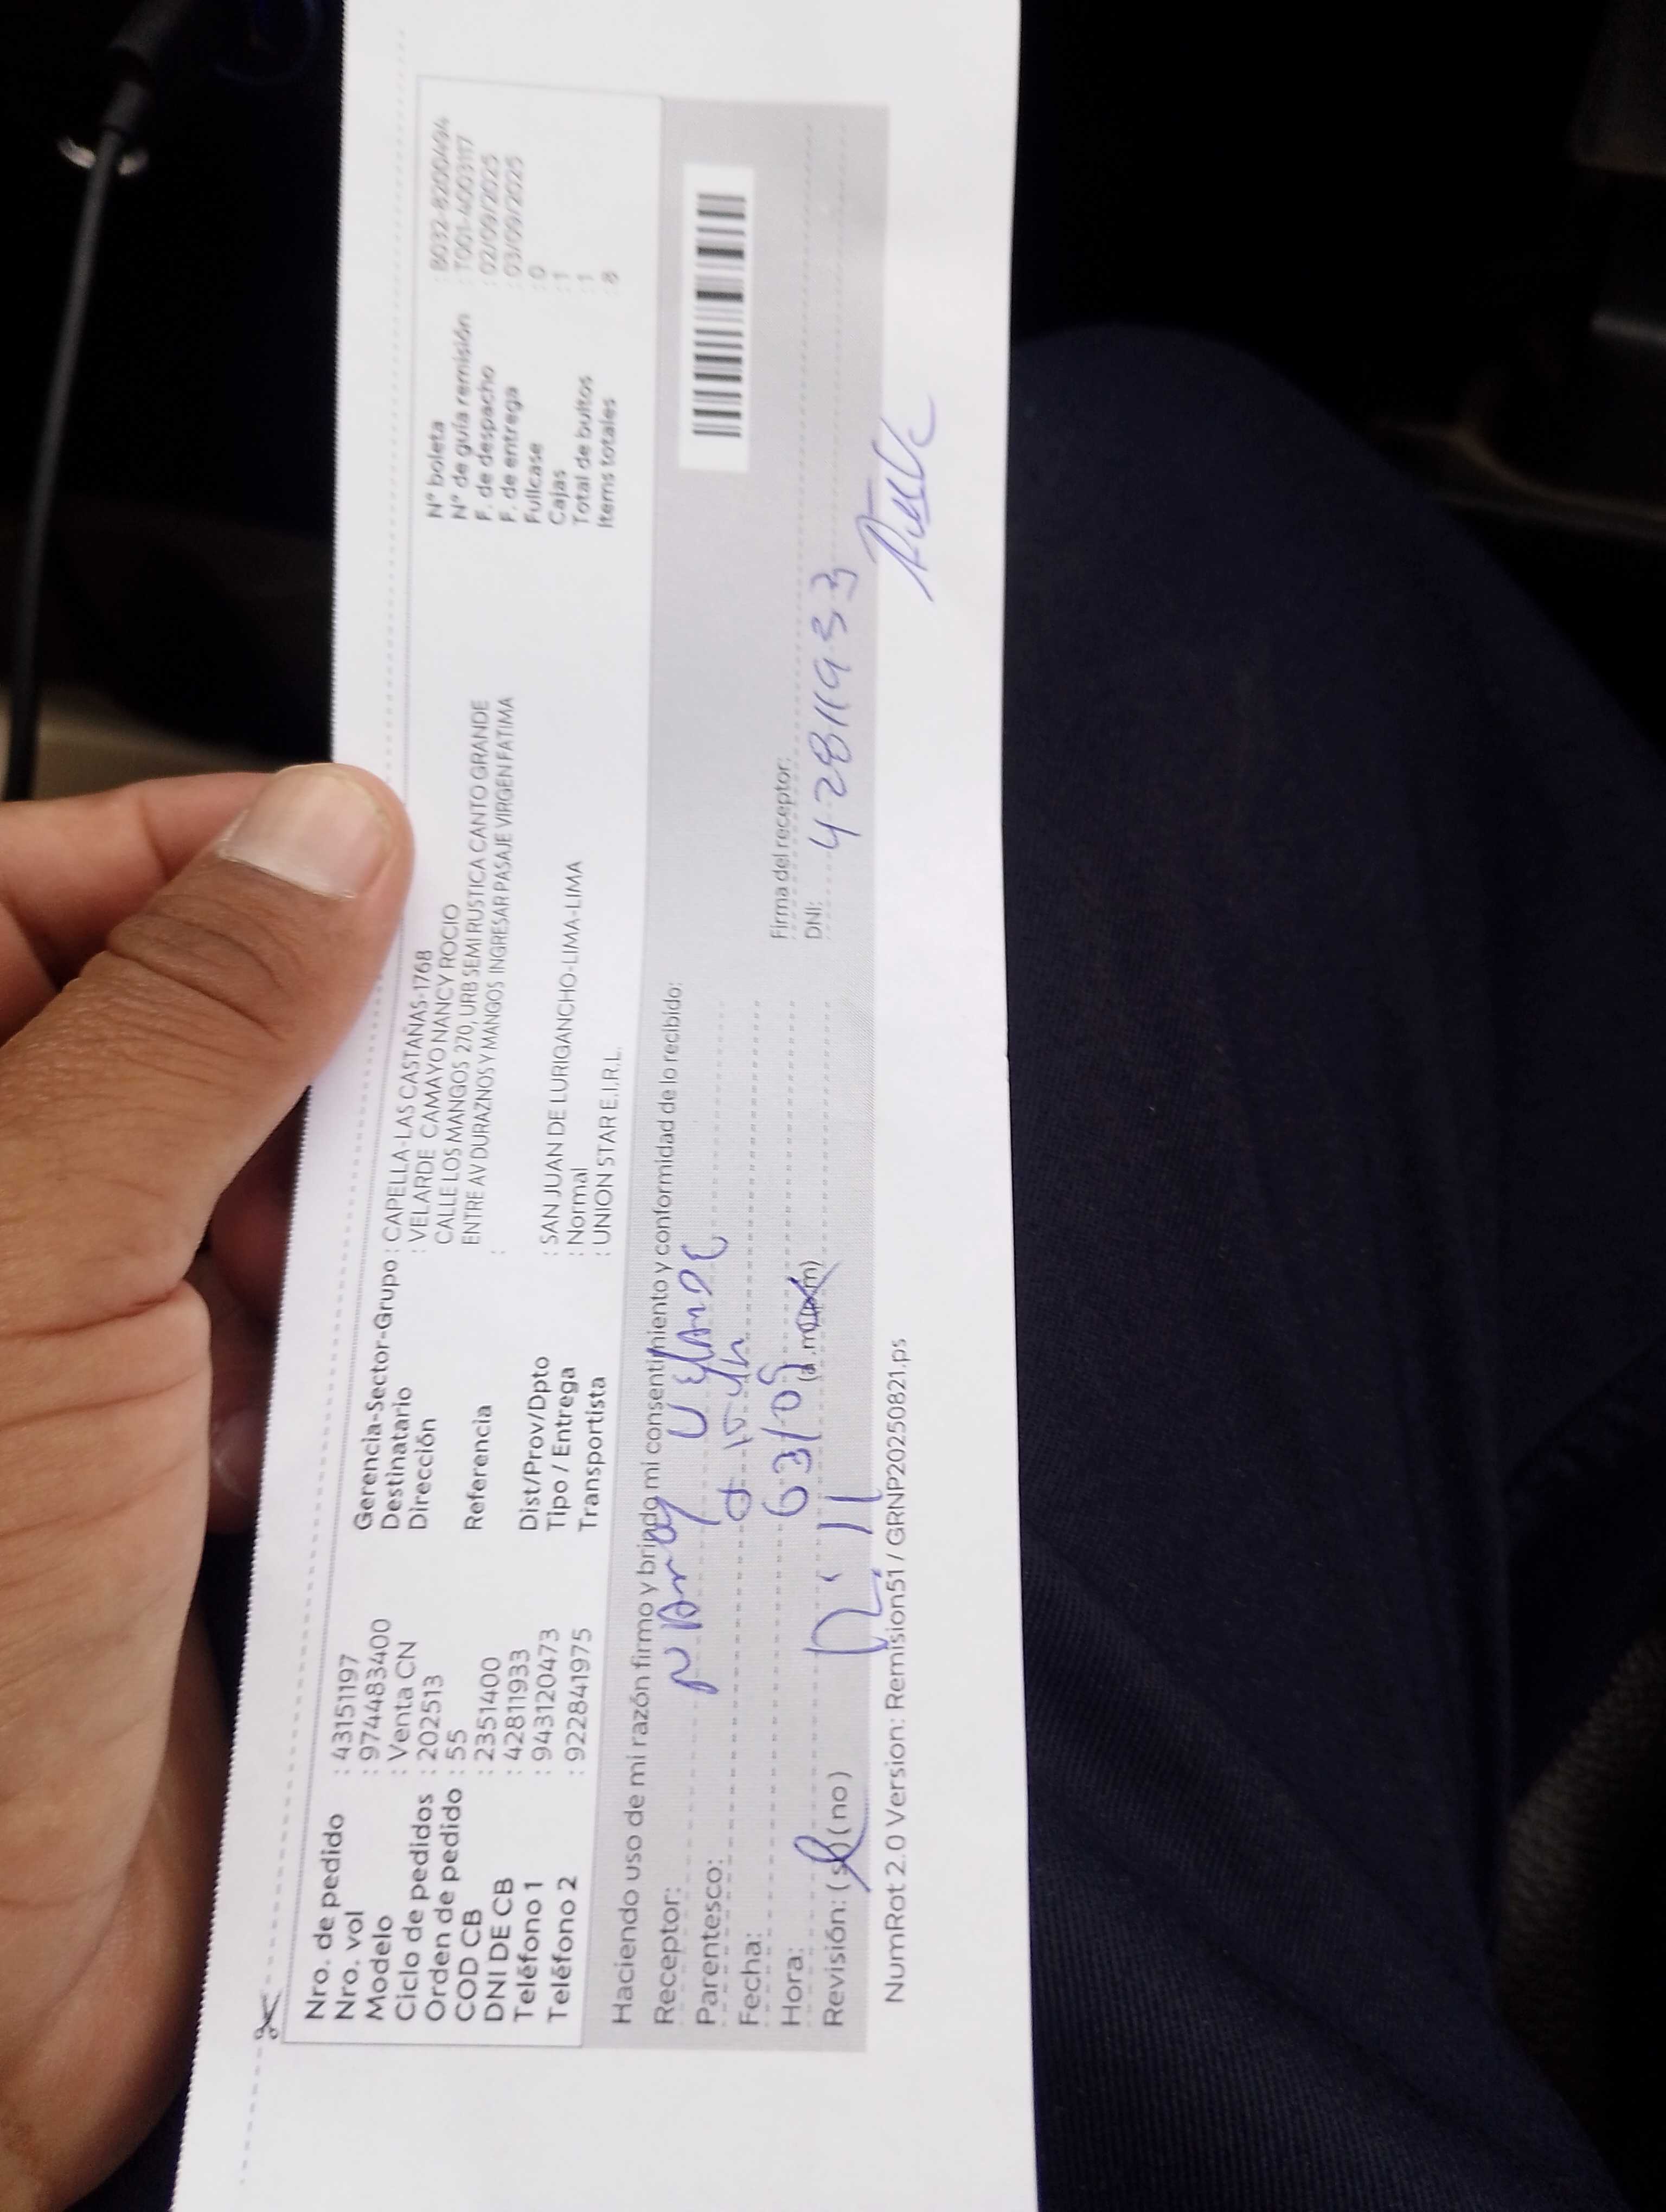 Nro. de pedido : 43151197
Nro. vol : 974483400
Modelo : Venta CN
Ciclo de pedidos : 202513
Orden de pedido : 55
COD CB : 2351400
DNI DE CB : 42811933
Teléfono 1 : 943120473
Teléfono 2 : 922841975
Gerencia-Sector-Grupo : CAPELLA-LAS CASTAÑAS-1768
Destinatario : VELARDE CAMAYO NANCY ROCIO
Dirección CALLE LOS MANGOS 270, URB SEMI RUSTICA CANTO GRANDE
ENTRE AV DURAZNOS Y MANGOS INGRESAR PASAJE VIRGEN FATIMA
Referencia :
Dist/Prov/Dpto : SAN JUAN DE LURIGANCHO-LIMA-LIMA
Tipo / Entrega : Normal
Transportista : UNION STAR E.I.R.L.
N° boleta : B032-8200494
N° de guía remisión : T001-4003117
F. de despacho : 02/09/2025
F. de entrega : 03/09/2025
Fullcase : 0
Cajas : 1
Total de bultos : 1
Items totales : 8
Haciendo uso de mi razón firmo y brindo mi consentimiento y conformidad de lo recibido:
Receptor: Nancy Velarde
Parentesco:
Fecha: 03/09
Hora: 12:11 (a.m
Revisión: (si) (no)
Firma del receptor:
DNI: 42811933
NumRot 2.0 Version: Remision51 / GRNP20250821.ps